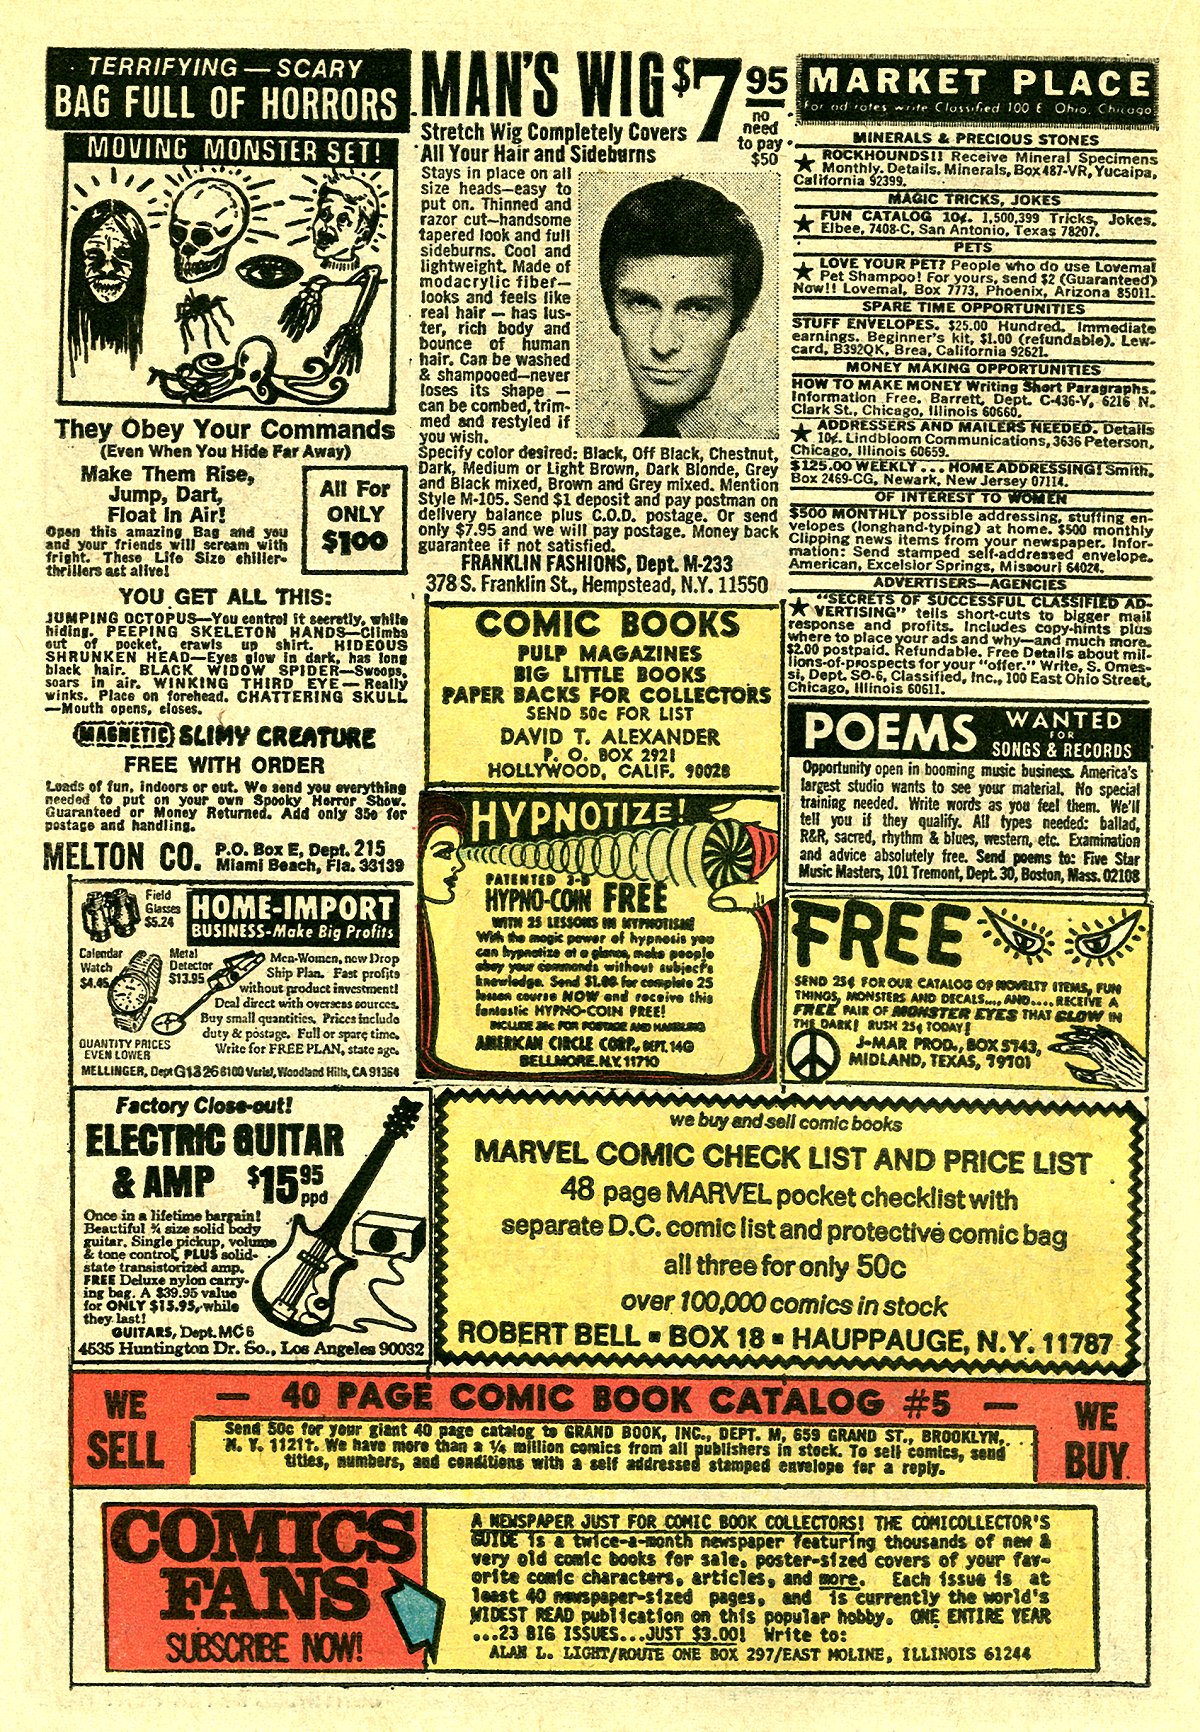 TERRIFYING — SCARY
BAG FULL OF HORRORS
MOVING MONSTER SET!
They Obey Your Commands
(Even When You Hide Far Away)
Make Them Rise,
Jump, Dart,
Float In Air!
Open this amazing Bag and you
and your friends will scream with
fright. These Life Size chiller-
thrillers act alive!
All For
ONLY
$100
YOU GET ALL THIS:
JUMPING OCTOPUS—You control it secretly, while
hiding. PEEPING SKELETON HANDS—Climbs
out of pocket, crawls up shirt. HIDEOUS
SHRUNKEN HEAD—Eyes glow in dark, has long
black hair. BLACK WIDOW SPIDER—Swoops,
soars in air. WINKING THIRD EYE — Really
winks. Place on forehead. CHATTERING SKULL
—Mouth opens, closes.
(MAGNETIC) SLIMY CREATURE
FREE WITH ORDER
Loads of fun, indoors or out. We send you everything
needed to put on your own Spooky Horror Show.
Guaranteed or Money Returned. Add only 35c for
postage and handling.
MELTON CO. P.O. Box E, Dept. 215
Miami Beach, Fla. 33139
MAN'S WIG $7 95
no
need
to pay
$50
Stretch Wig Completely Covers
All Your Hair and Sideburns
Stays in place on all
size heads—easy to
put on. Thinned and
razor cut—handsome
tapered look and full
sideburns. Cool and
lightweight. Made of
modacrylic fiber—
looks and feels like
real hair — has lus-
ter, rich body and
bounce of human
hair. Can be washed
& shampooed—never
loses its shape —
can be combed, trim-
med and restyled if
you wish.
Specify color desired: Black, Off Black, Chestnut,
Dark, Medium or Light Brown, Dark Blonde, Grey
and Black mixed, Brown and Grey mixed. Mention
Style M-105. Send $1 deposit and pay postman on
delivery balance plus C.O.D. postage. Or send
only $7.95 and we will pay postage. Money back
guarantee if not satisfied.
FRANKLIN FASHIONS, Dept. M-233
378 S. Franklin St., Hempstead, N.Y. 11550
MARKET PLACE
For ad rates write Classified 100 E. Ohio, Chicago
MINERALS & PRECIOUS STONES
★ ROCKHOUNDS!! Receive Mineral Specimens
Monthly. Details. Minerals, Box 487-VR, Yucaipa,
California 92399.
MAGIC TRICKS, JOKES
★ FUN CATALOG 10¢. 1,500,399 Tricks, Jokes.
Elbee, 7408-C, San Antonio, Texas 78207.
PETS
★ LOVE YOUR PET? People who do use Lovemal
Pet Shampoo! For yours, send $2 (Guaranteed)
Now!! Lovemal, Box 7773, Phoenix, Arizona 85011.
SPARE TIME OPPORTUNITIES
STUFF ENVELOPES. $25.00 Hundred. Immediate
earnings. Beginner's kit, $1.00 (refundable). Lew-
card, B392QK, Brea, California 92621.
MONEY MAKING OPPORTUNITIES
HOW TO MAKE MONEY Writing Short Paragraphs.
Information Free. Barrett, Dept. C-436-V, 6216 N.
Clark St., Chicago, Illinois 60660.
★ ADDRESSERS AND MAILERS NEEDED. Details
10¢. Lindbloom Communications, 3636 Peterson,
Chicago, Illinois 60659.
$125.00 WEEKLY . . . HOMEADDRESSING! Smith,
Box 2469-CG, Newark, New Jersey 07114.
OF INTEREST TO WOMEN
$500 MONTHLY possible addressing, stuffing en-
velopes (longhand-typing) at home. $500 monthly
Clipping news items from your newspaper. Infor-
mation: Send stamped self-addressed envelope.
American, Excelsior Springs, Missouri 64024.
ADVERTISERS—AGENCIES
★ "SECRETS OF SUCCESSFUL CLASSIFIED AD-
VERTISING" tells short-cuts to bigger mail
response and profits. Includes copy-hints plus
where to place your ads and why—and much more.
$2.00 postpaid. Refundable. Free Details about mil-
lions-of-prospects for your "offer." Write, S. Omes-
si, Dept. SO-6, Classified, Inc., 100 East Ohio Street,
Chicago, Illinois 60611.
COMIC BOOKS
PULP MAGAZINES
BIG LITTLE BOOKS
PAPER BACKS FOR COLLECTORS
SEND 50c FOR LIST
DAVID T. ALEXANDER
P. O. BOX 2921
HOLLYWOOD, CALIF. 90028
POEMS WANTED
FOR
SONGS & RECORDS
Opportunity open in booming music business. America's
largest studio wants to see your material. No special
training needed. Write words as you feel them. We'll
tell you if they qualify. All types needed: ballad,
R&R, sacred, rhythm & blues, western, etc. Examination
and advice absolutely free. Send poems to: Five Star
Music Masters, 101 Tremont, Dept. 30, Boston, Mass. 02108
HYPNOTIZE!
PATENTED
HYPNO-COIN FREE
WITH 25 LESSONS IN HYPNOTISM!
With the magic power of hypnosis you
can hypnotize at a glance, make people
obey your commands without subject's
knowledge. Send $1.00 for complete 25
lesson course NOW and receive this
fantastic HYPNO-COIN FREE!
INCLUDE FOR POSTAGE AND HANDLING
AMERICAN CIRCLE CORP., DEPT. 14G
BELLMORE, N.Y. 11710
FREE
SEND 25¢ FOR OUR CATALOG OF NOVELTY ITEMS, FUN
THINGS, MONSTERS AND DECALS....AND.... RECEIVE A
FREE PAIR OF MONSTER EYES THAT GLOW IN
THE DARK! RUSH 25¢ TODAY!
J-MAR PROD., BOX 5743,
MIDLAND, TEXAS, 79701
Field
Glasses
$5.24
HOME-IMPORT
BUSINESS-Make Big Profits
Calendar
Watch
$4.45
Metal
Detector
$13.95
Men-Women, new Drop
Ship Plan. Fast profits
without product investment!
Deal direct with overseas sources.
Buy small quantities. Prices include
duty & postage. Full or spare time.
Write for FREE PLAN, state age.
QUANTITY PRICES
EVEN LOWER
MELLINGER, Dept G1326 6100 Variel, Woodland Hills, CA 91364
Factory Close-out!
ELECTRIC GUITAR
& AMP $15 95
ppd
Once in a lifetime bargain!
Beautiful ¾ size solid body
guitar. Single pickup, volume
& tone control, PLUS solid-
state transistorized amp.
FREE Deluxe nylon carry-
ing bag. A $39.95 value
for ONLY $15.95, while
they last!
GUITARS, Dept. MC 6
4535 Huntington Dr. So., Los Angeles 90032
we buy and sell comic books
MARVEL COMIC CHECK LIST AND PRICE LIST
48 page MARVEL pocket checklist with
separate D.C. comic list and protective comic bag
all three for only 50c
over 100,000 comics in stock
ROBERT BELL ▪ BOX 18 ▪ HAUPPAUGE, N.Y. 11787
WE
SELL
— 40 PAGE COMIC BOOK CATALOG #5 —
Send 50c for your giant 40 page catalog to GRAND BOOK, INC., DEPT. M, 659 GRAND ST., BROOKLYN,
N. Y. 11211. We have more than a ¼ million comics from all publishers in stock. To sell comics, send
titles, numbers, and conditions with a self addressed stamped envelope for a reply.
WE
BUY
COMICS
FANS
SUBSCRIBE NOW!
A NEWSPAPER JUST FOR COMIC BOOK COLLECTORS! THE COMICOLLECTOR'S
GUIDE is a twice-a-month newspaper featuring thousands of new &
very old comic books for sale, poster-sized covers of your fav-
orite comic characters, articles, and more. Each issue is at
least 40 newspaper-sized pages, and is currently the world's
WIDEST READ publication on this popular hobby. ONE ENTIRE YEAR
...23 BIG ISSUES...JUST $3.00! Write to:
ALAN L. LIGHT/ROUTE ONE BOX 297/EAST MOLINE, ILLINOIS 61244